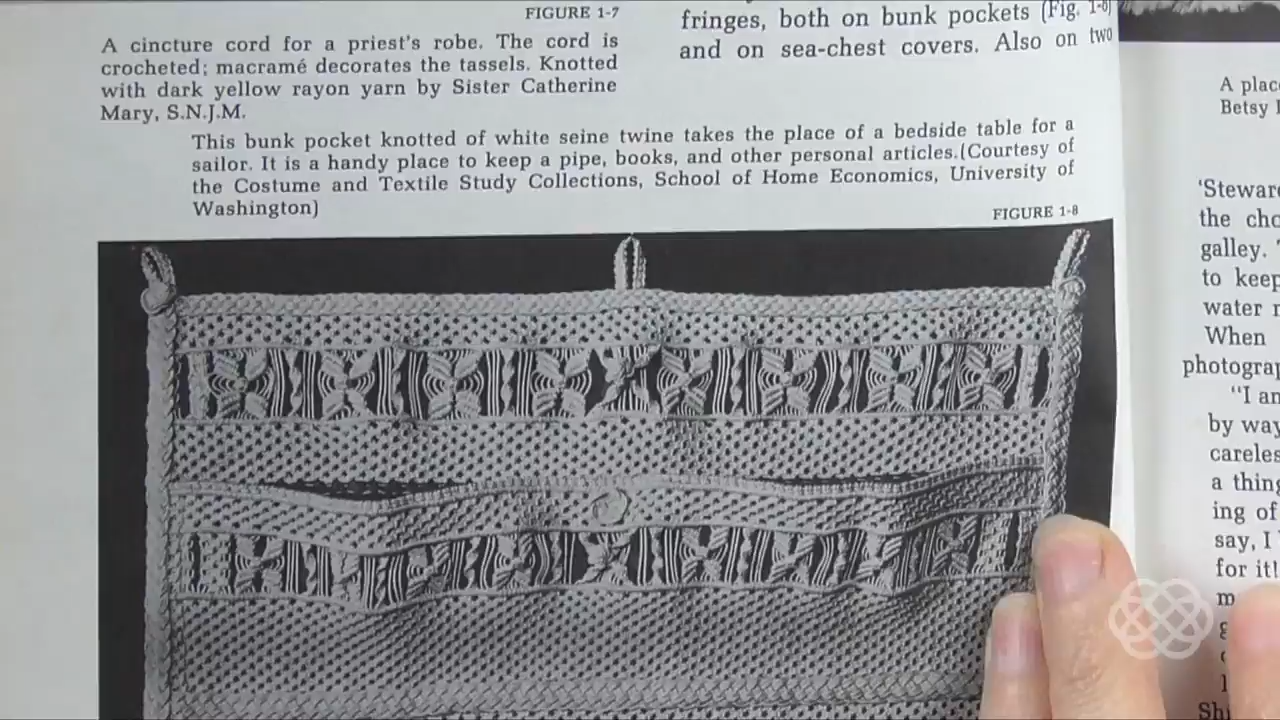 FIGURE 1-7
A cincture cord for a priest's robe. The cord is
crocheted; macramé decorates the tassels. Knotted
with dark yellow rayon yarn by Sister Catherine
Mary, S.N.J.M.
fringes, both on bunk pockets (Fig. 1-8)
and on sea-chest covers. Also on two
This bunk pocket knotted of white seine twine takes the place of a bedside table for a
sailor. It is a handy place to keep a pipe, books, and other personal articles.(Courtesy of
the Costume and Textile Study Collections, School of Home Economics, University of
Washington)
FIGURE 1-8
A plac
Betsy
'Steward
the cho
galley.
to keep
water
When
photograp
"I an
by way
careles
a thing
ing of
say, I
for it!